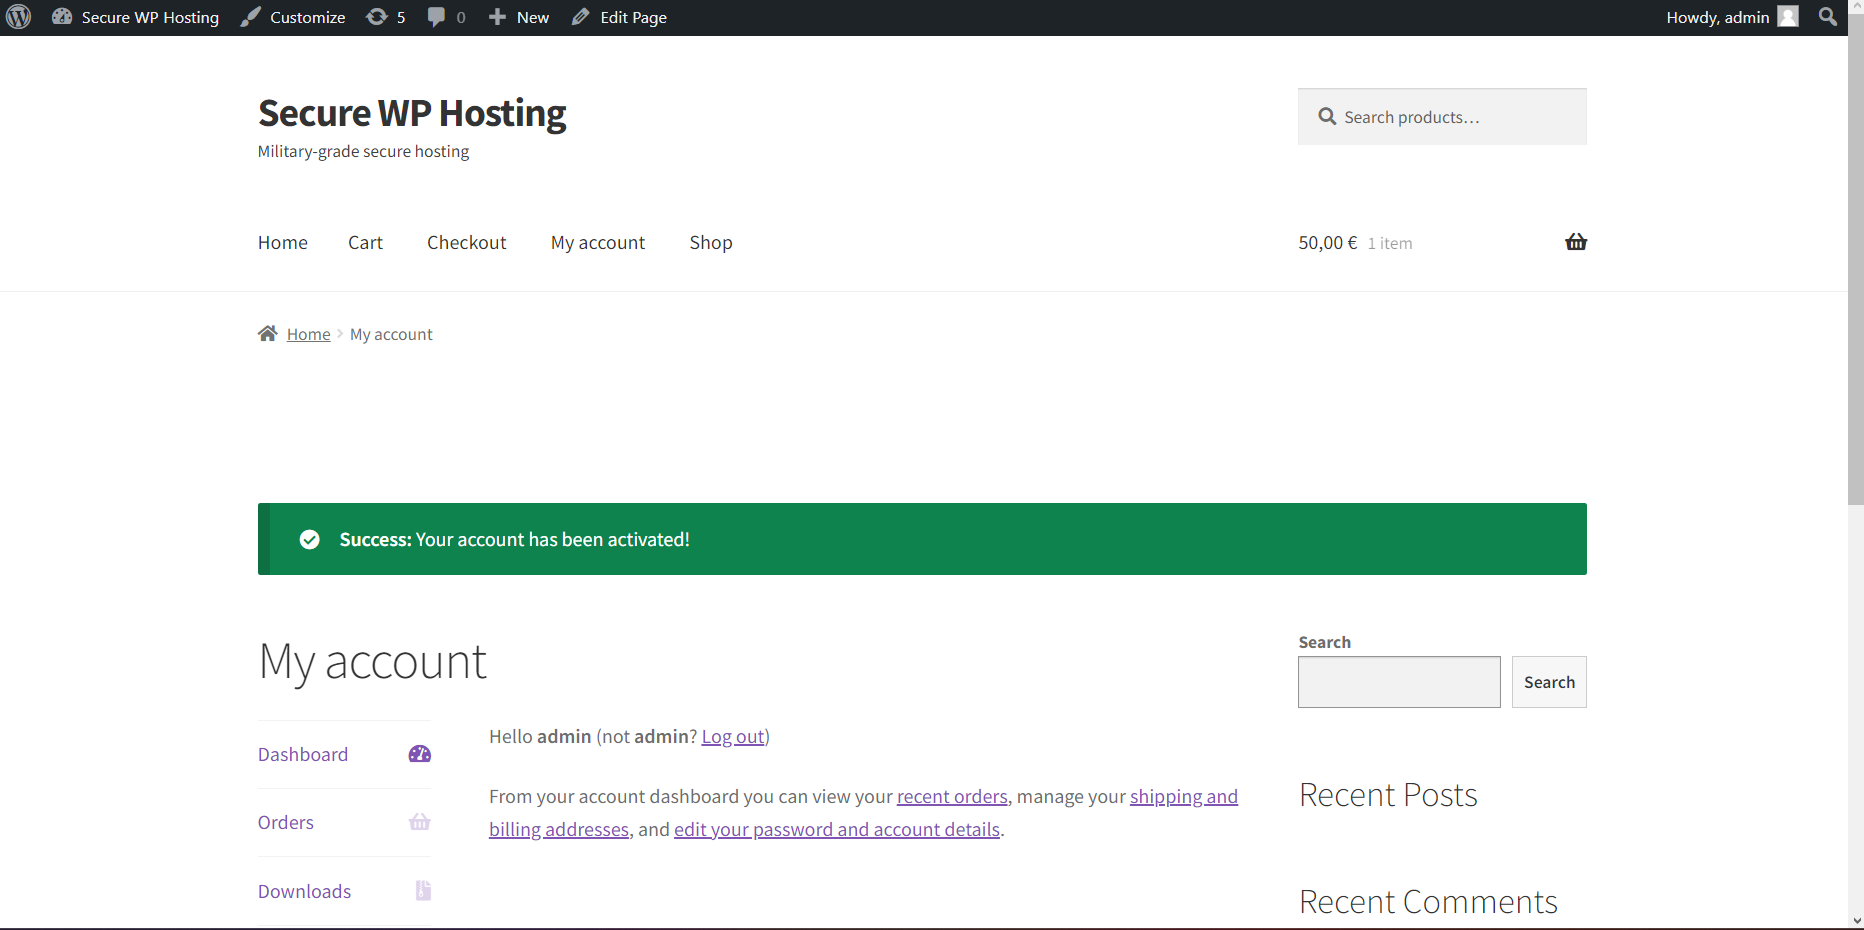 Secure WP Hosting Customize 5 0 New Edit Page Howdy, admin
Secure WP Hosting
Military-grade secure hosting
Search products…
Home Cart Checkout My account Shop 50,00 € 1 item
Home My account
Success: Your account has been activated!
My account
Dashboard
Orders
Downloads
Hello admin (not admin? Log out)
From your account dashboard you can view your recent orders, manage your shipping and
billing addresses, and edit your password and account details.
Search
Search
Recent Posts
Recent Comments